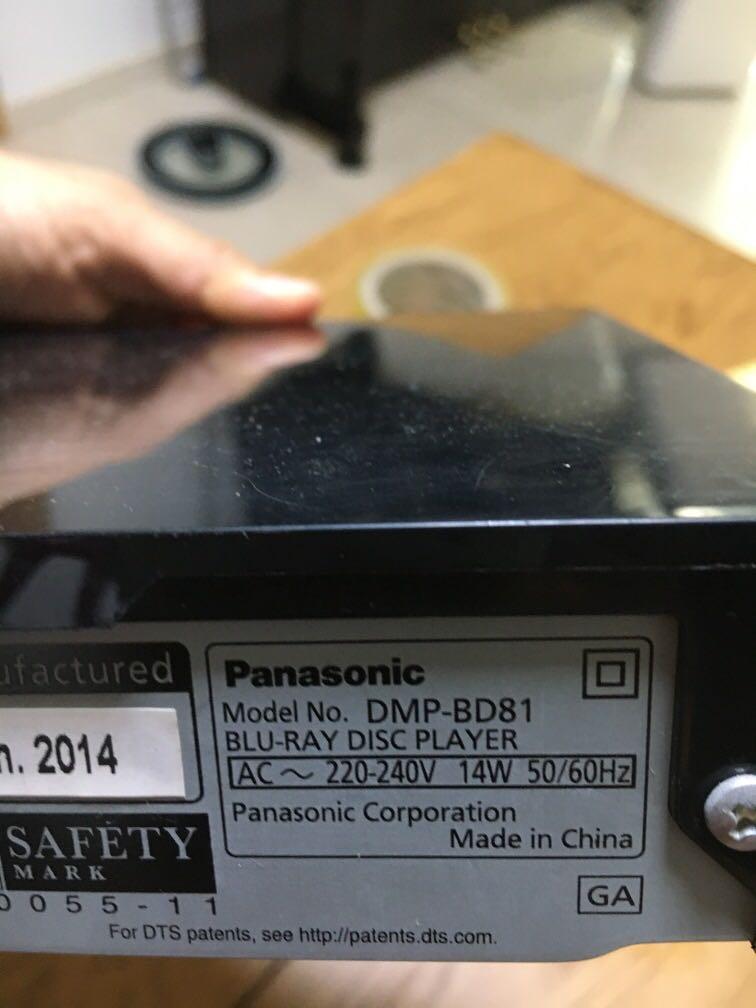 Panasonic
Model No. DMP-BD81
BLU-RAY DISC PLAYER
AC ~ 220-240V 14W 50/60Hz
Panasonic Corporation
Made in China
2014
SAFETY
MARK
0055-11
GA
For DTS patents, see http://patents.dts.com.